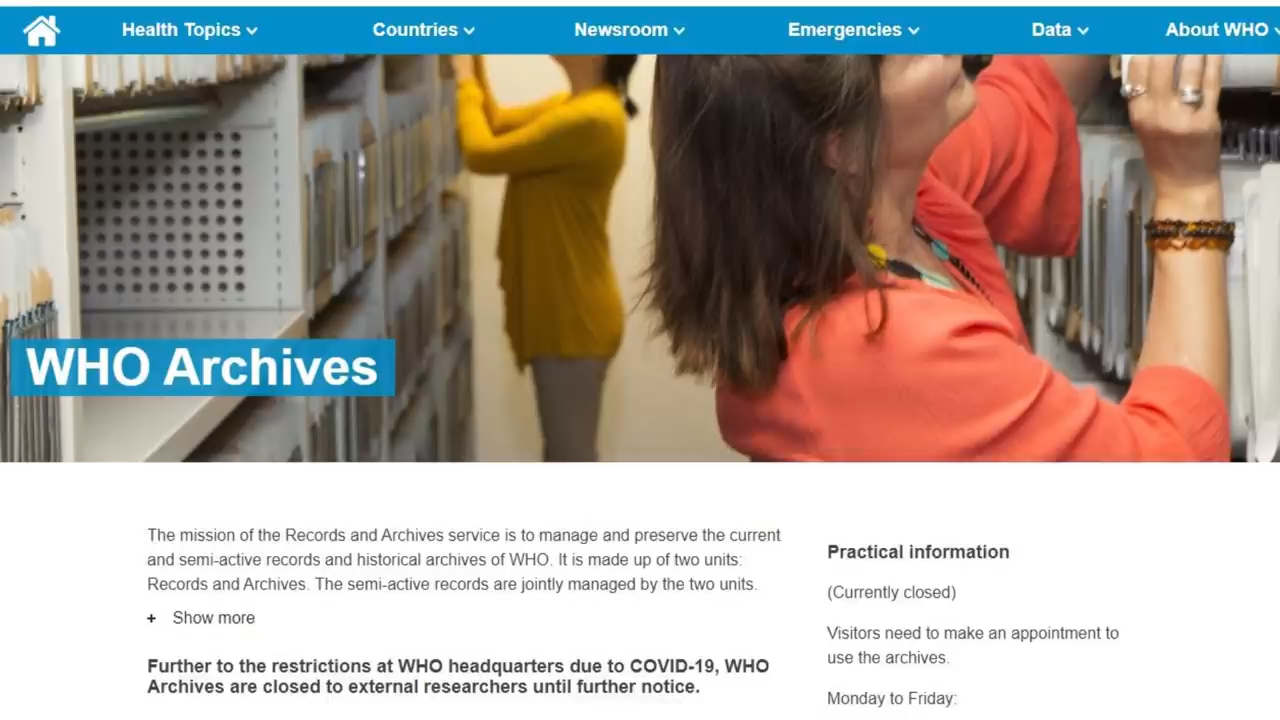 Health Topics
Countries
Newsroom
Emergencies
Data
About WHO
WHO Archives
The mission of the Records and Archives service is to manage and preserve the current
and semi-active records and historical archives of WHO. It is made up of two units:
Records and Archives. The semi-active records are jointly managed by the two units.
+ Show more
Further to the restrictions at WHO headquarters due to COVID-19, WHO
Archives are closed to external researchers until further notice.
Practical information
(Currently closed)
Visitors need to make an appointment to
use the archives.
Monday to Friday: